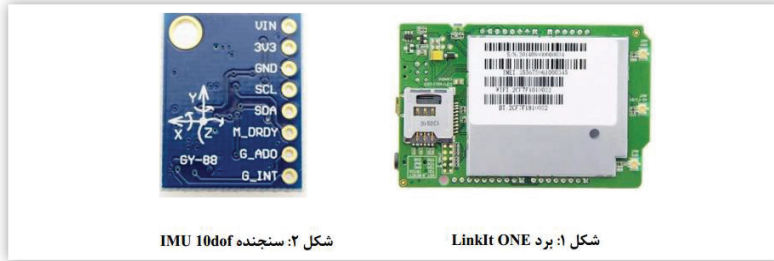 VIN
3V3
GND
SCL
SDA
M_DRDY
G_ADO
G_INT
Y
X
Z
GY-88
شکل ۱: برد LinkIt ONE
شکل ۲: سنجنده IMU 10dof